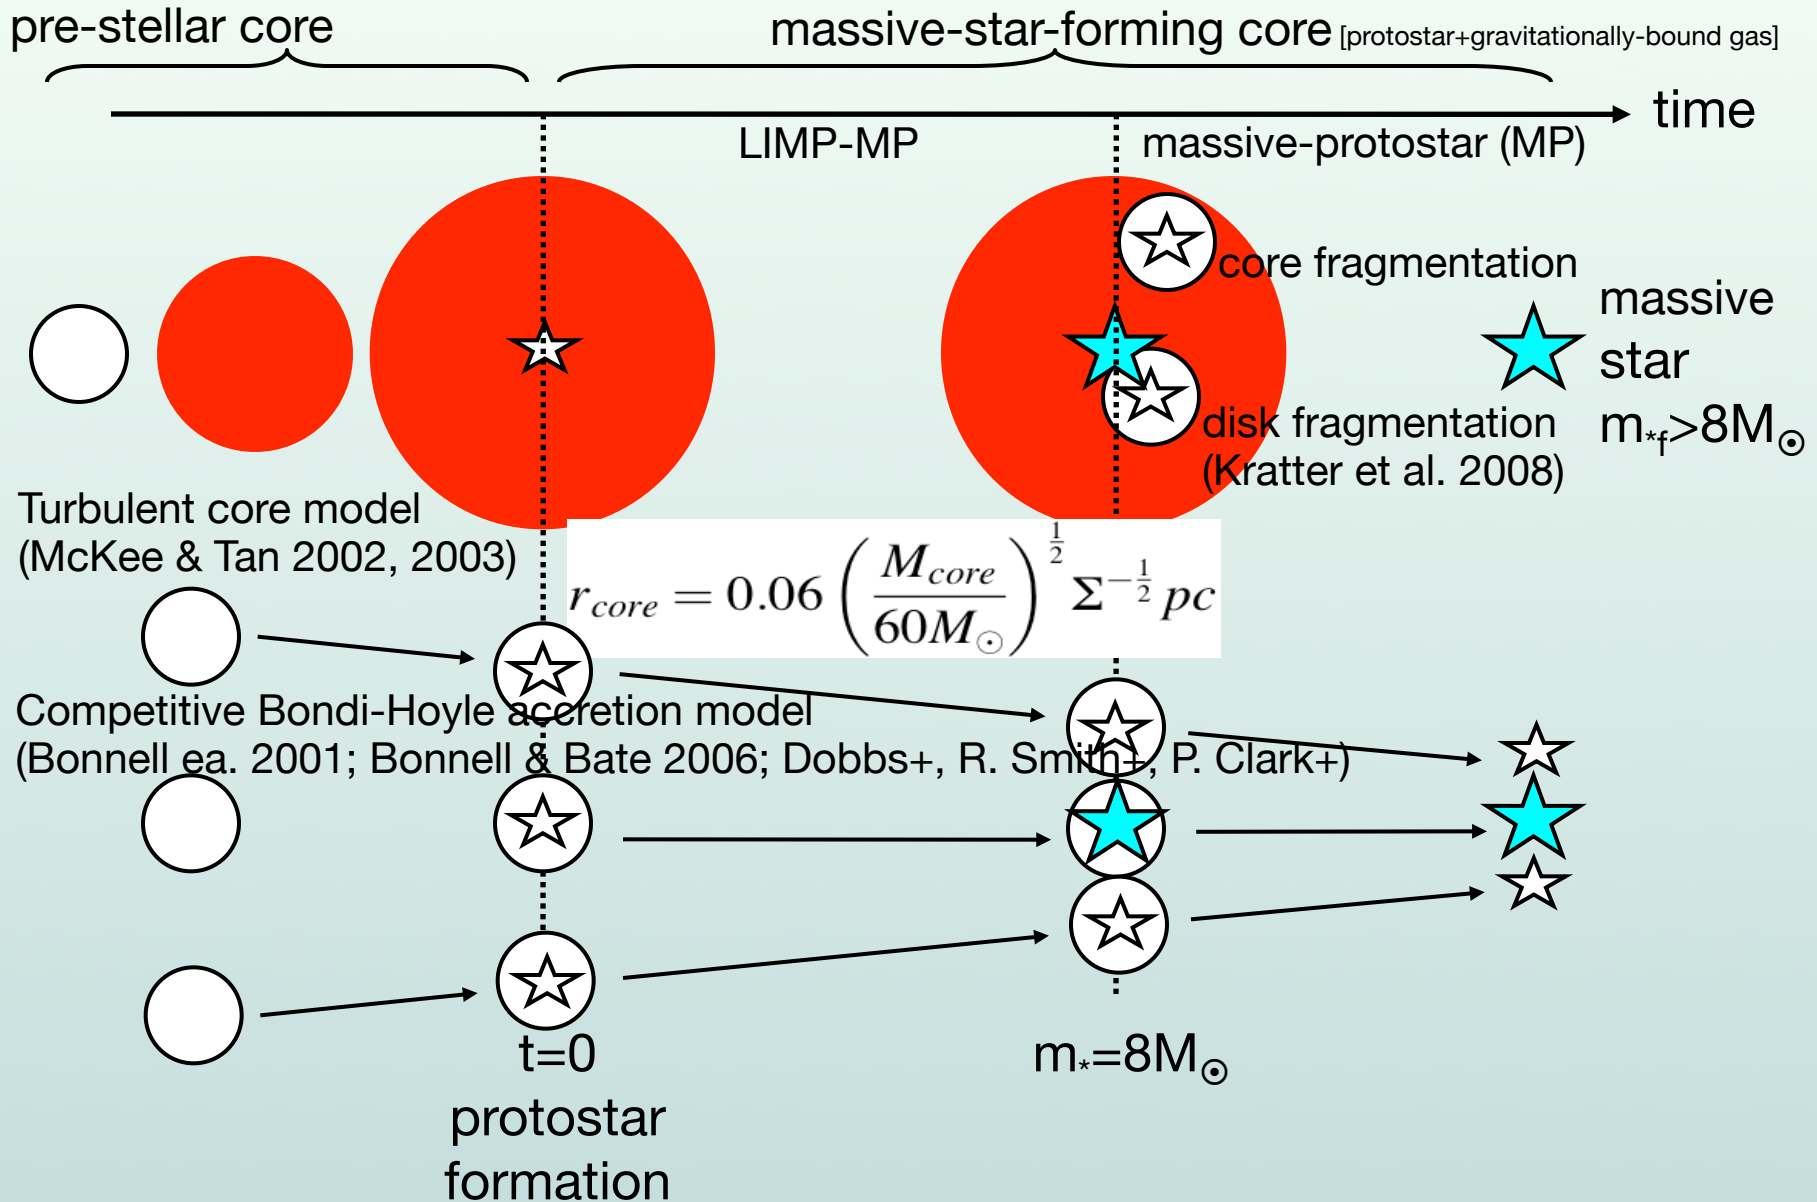 pre-stellar core
massive-star-forming core [protostar+gravitationally-bound gas]
time
LIMP-MP
massive-protostar (MP)
core fragmentation
massive
star
m*f>8M☉
disk fragmentation
(Kratter et al. 2008)
Turbulent core model
(McKee & Tan 2002, 2003)
r_core = 0.06 (M_core / 60M_☉)^{1/2} Σ^{-1/2} pc
Competitive Bondi-Hoyle accretion model
(Bonnell ea. 2001; Bonnell & Bate 2006; Dobbs+, R. Smith+, P. Clark+)
t=0
protostar
formation
m*=8M☉